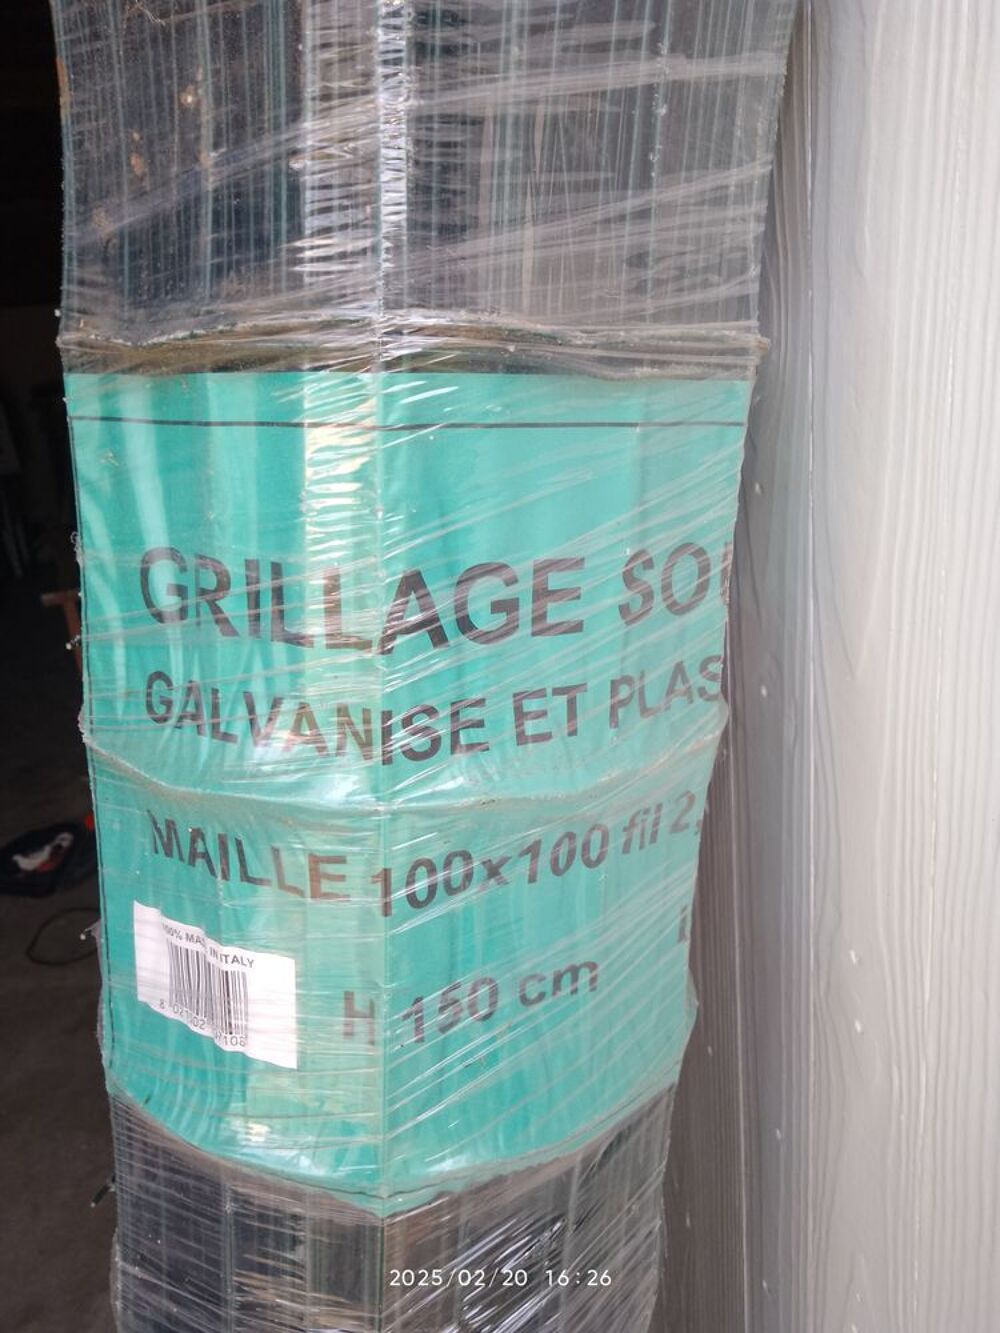 GRILLAGE SO
GALVANISE ET PLAS
MAILLE 100x100 fil 2,
100% MADE IN ITALY
H 150 cm
2025/02/20 16:26